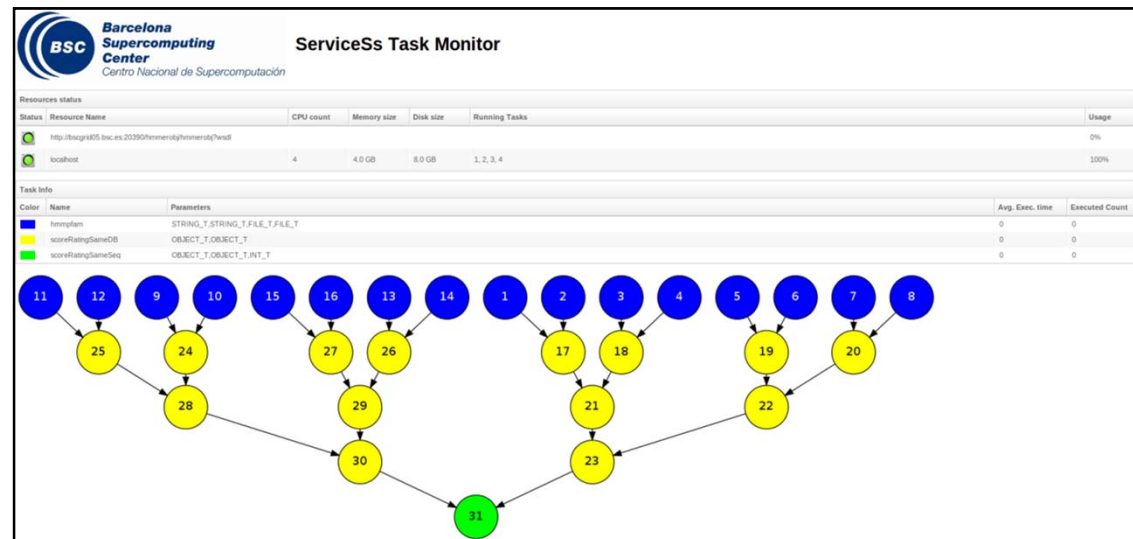 BSC
Barcelona
Supercomputing
Center
Centro Nacional de Supercomputación
ServiceSs Task Monitor
Resources status
Status Resource Name CPU count Memory size Disk size Running Tasks Usage
http://bscgrid05.bsc.es:20390/hmmerobj/hmmerobj?wsdl 0%
localhost 4 4.0 GB 8.0 GB 1, 2, 3, 4 100%
Task Info
Color Name Parameters Avg. Exec. time Executed Count
hmmpfam STRING_T,STRING_T,FILE_T,FILE_T 0 0
scoreRatingSameDB OBJECT_T,OBJECT_T 0 0
scoreRatingSameSeq OBJECT_T,OBJECT_T,INT_T 0 0
11 12 9 10 15 16 13 14 1 2 3 4 5 6 7 8
25 24 27 26 17 18 19 20
28 29 21 22
30 23
31